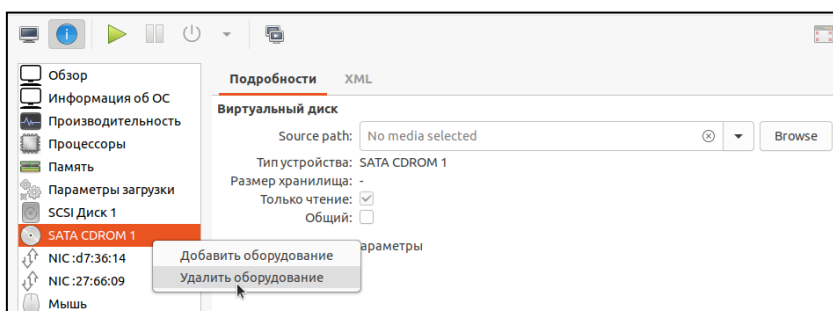 Обзор
Информация об ОС
Производительность
Процессоры
Память
Параметры загрузки
SCSI Диск 1
SATA CDROM 1
NIC :d7:36:14
NIC :27:66:09
Мышь
Подробности XML
Виртуальный диск
Source path: No media selected Browse
Тип устройства: SATA CDROM 1
Размер хранилища: -
Только чтение:
Общий:
араметры
Добавить оборудование
Удалить оборудование